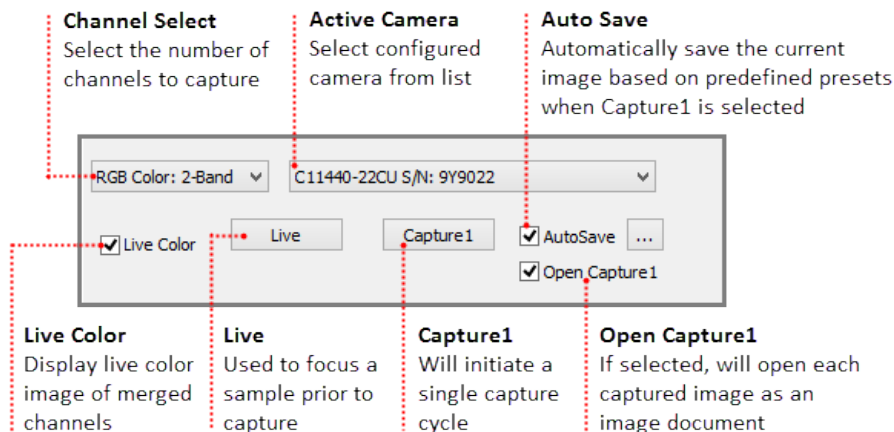 Channel Select
Select the number of
channels to capture
Active Camera
Select configured
camera from list
Auto Save
Automatically save the current
image based on predefined presets
when Capture1 is selected
RGB Color: 2-Band
C11440-22CU S/N: 9Y9022
Live Color
Live
Capture1
AutoSave
...
Open Capture1
Live Color
Display live color
image of merged
channels
Live
Used to focus a
sample prior to
capture
Capture1
Will initiate a
single capture
cycle
Open Capture1
If selected, will open each
captured image as an
image document